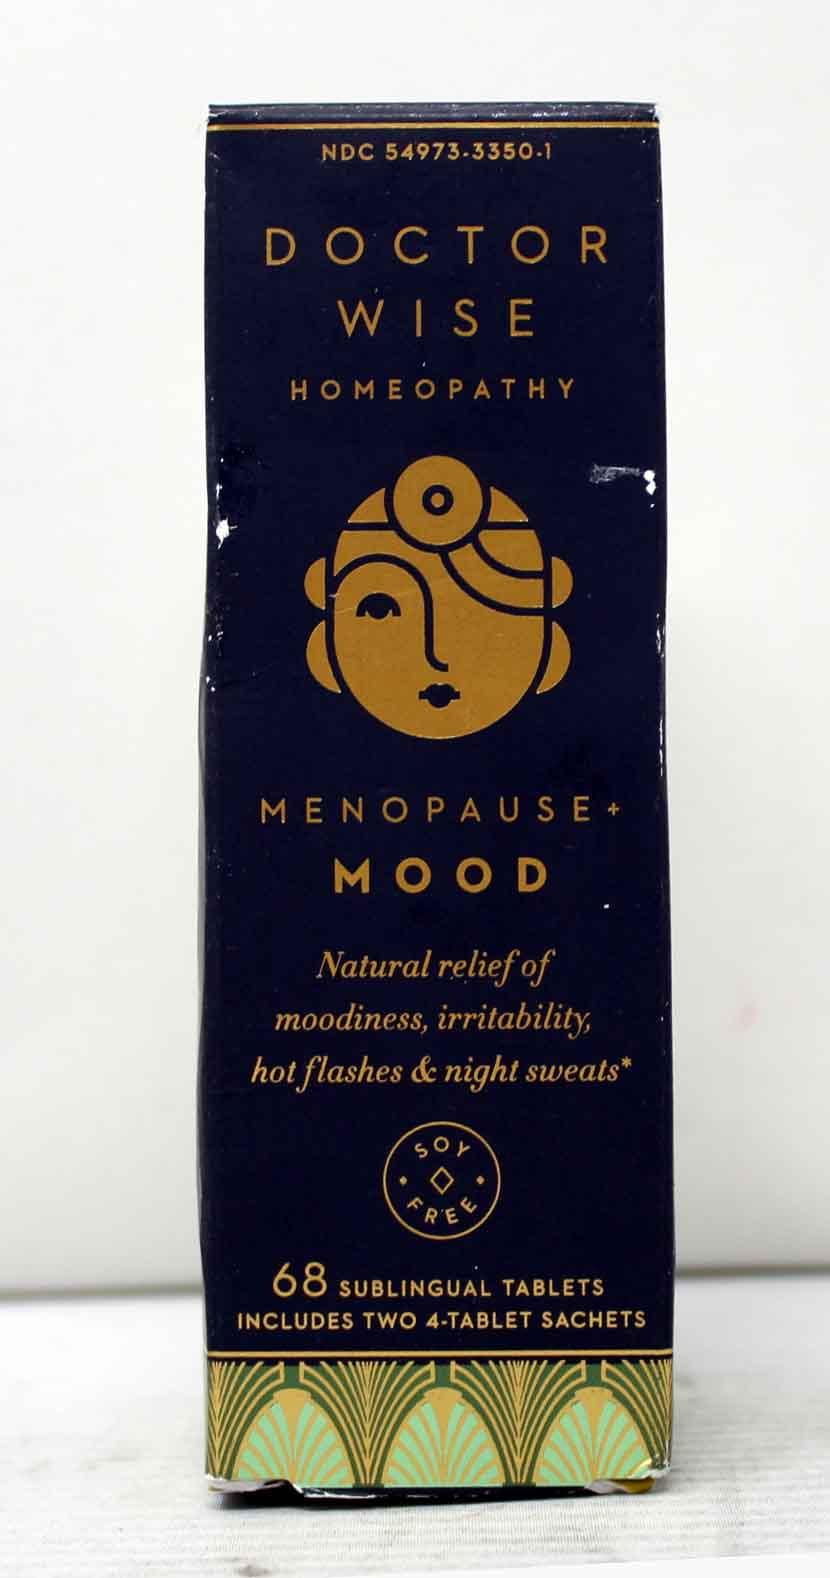 NDC 54973-3350-1
DOCTOR
WISE
HOMEOPATHY
MENOPAUSE+
MOOD
Natural relief of
moodiness, irritability,
hot flashes & night sweats*
SOY
FREE
68 SUBLINGUAL TABLETS
INCLUDES TWO 4-TABLET SACHETS